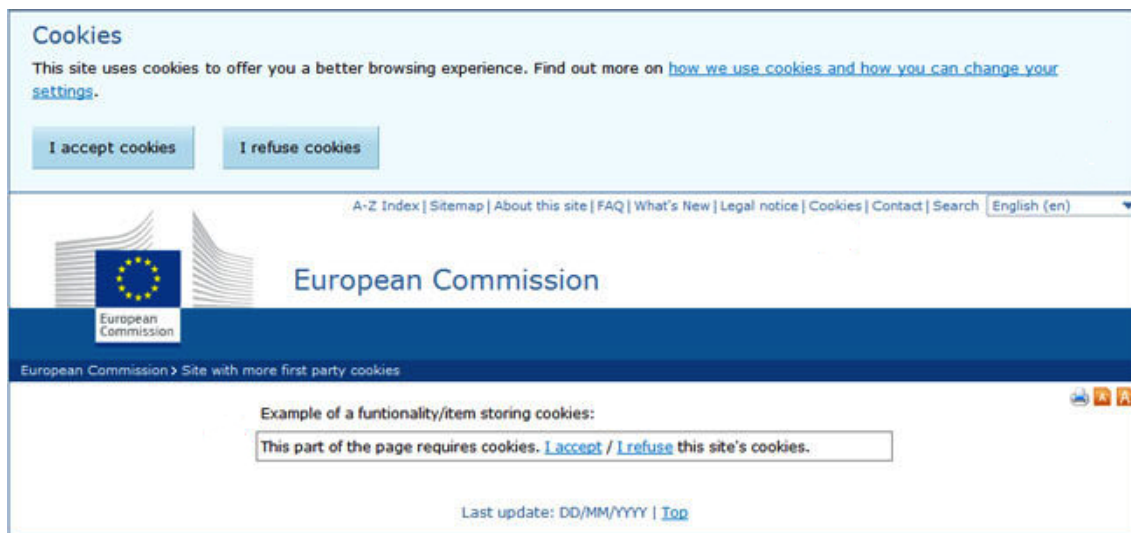 Cookies
This site uses cookies to offer you a better browsing experience. Find out more on how we use cookies and how you can change your
settings.
I accept cookies
I refuse cookies
A-Z Index | Sitemap | About this site | FAQ | What's New | Legal notice | Cookies | Contact | Search
English (en)
European Commission
European
Commission
European Commission > Site with more first party cookies
A
A
Example of a funtionality/item storing cookies:
This part of the page requires cookies. I accept / I refuse this site's cookies.
Last update: DD/MM/YYYY | Top